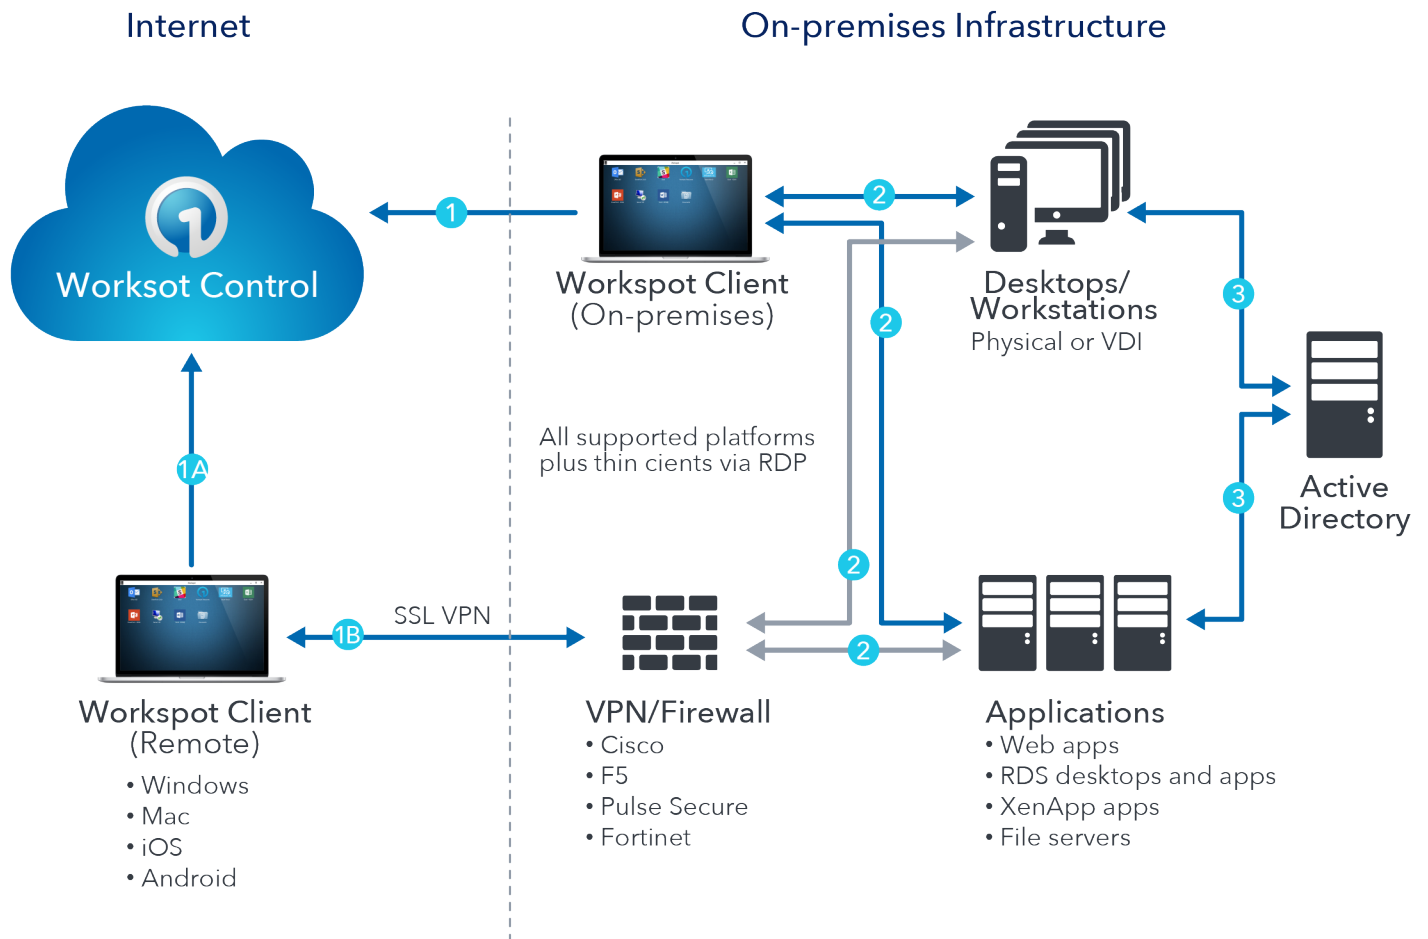 Internet
On-premises Infrastructure
Worksot Control
1
Workspot Client
(On-premises)
2
2
Desktops/
Workstations
Physical or VDI
3
All supported platforms
plus thin cients via RDP
3
Active
Directory
1A
2
2
1B
SSL VPN
Workspot Client
(Remote)
• Windows
• Mac
• iOS
• Android
VPN/Firewall
• Cisco
• F5
• Pulse Secure
• Fortinet
Applications
• Web apps
• RDS desktops and apps
• XenApp apps
• File servers